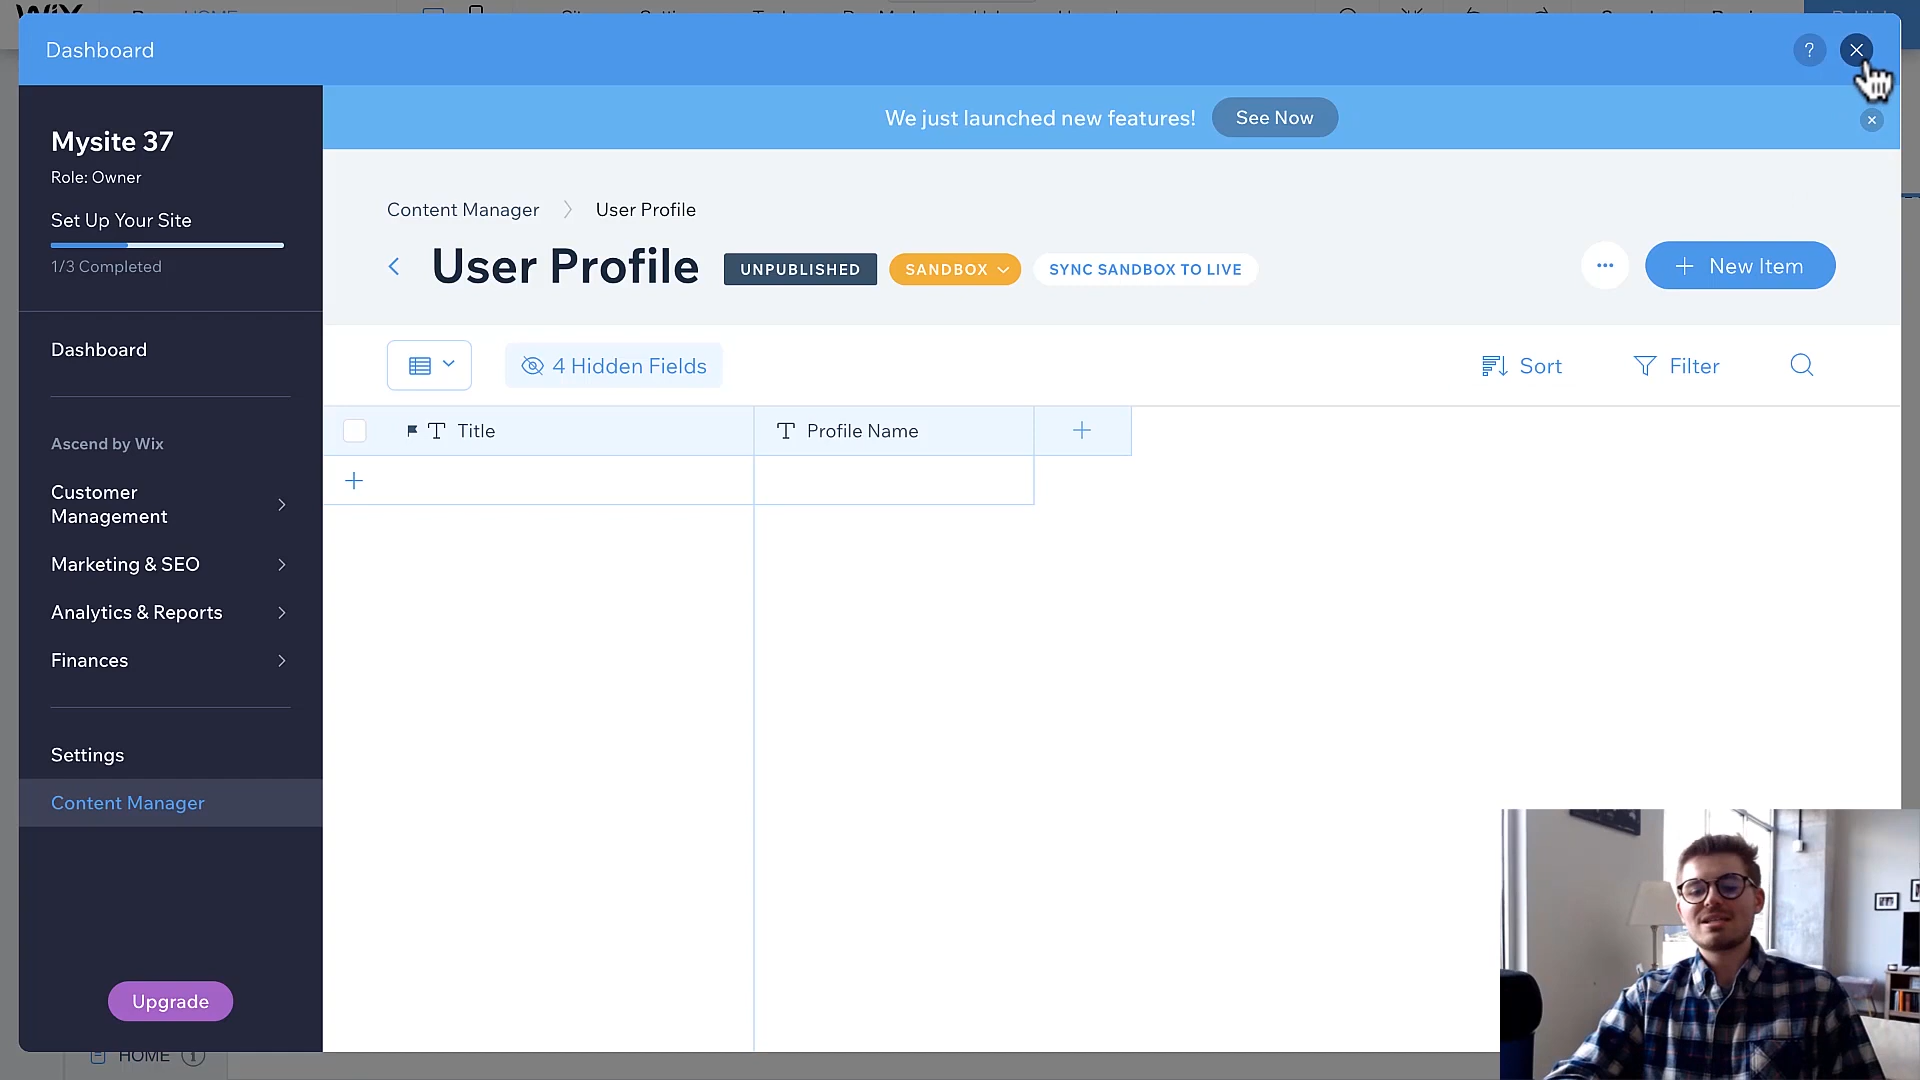 Dashboard
?
We just launched new features!
See Now
Mysite 37
Role: Owner
Set Up Your Site
1/3 Completed
Dashboard
Ascend by Wix
Customer
Management
Marketing & SEO
Analytics & Reports
Finances
Settings
Content Manager
Upgrade
Content Manager
User Profile
User Profile
UNPUBLISHED
SANDBOX
SYNC SANDBOX TO LIVE
New Item
4 Hidden Fields
Sort
Filter
Title
Profile Name
HOME